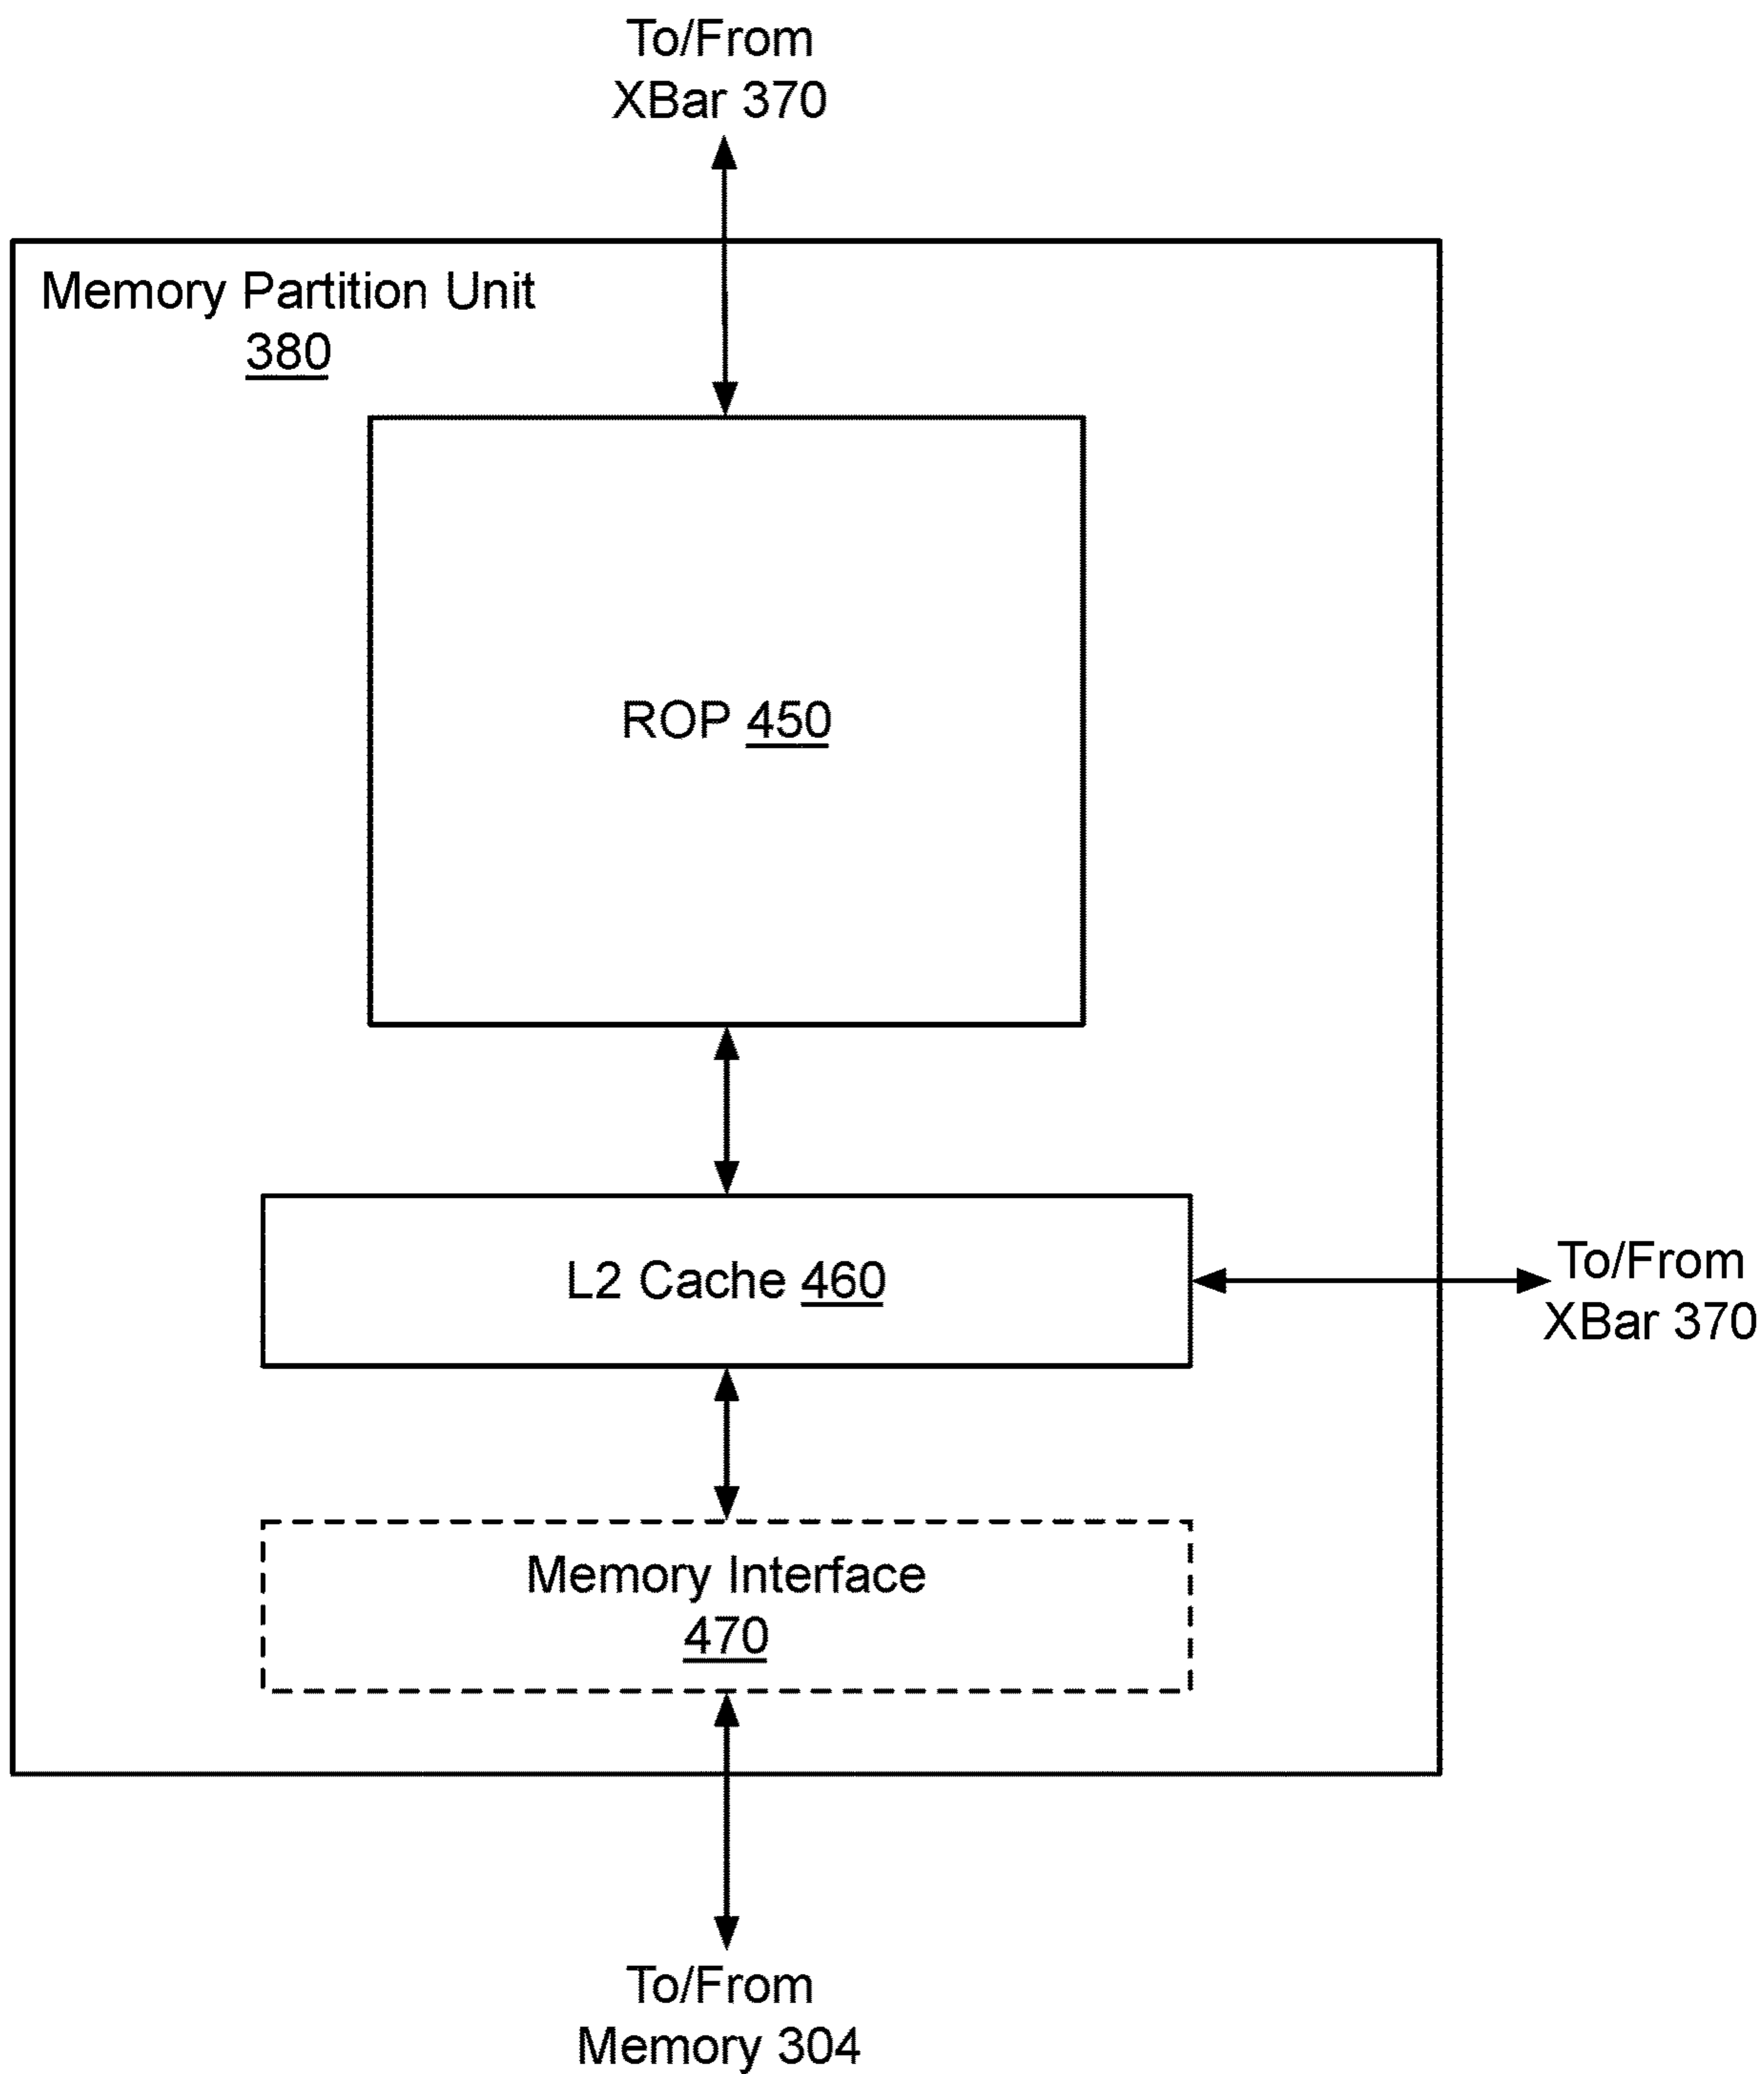 To/From
XBar 370
Memory Partition Unit
380
ROP 450
L2 Cache 460
To/From
XBar 370
Memory Interface
470
To/From
Memory 304